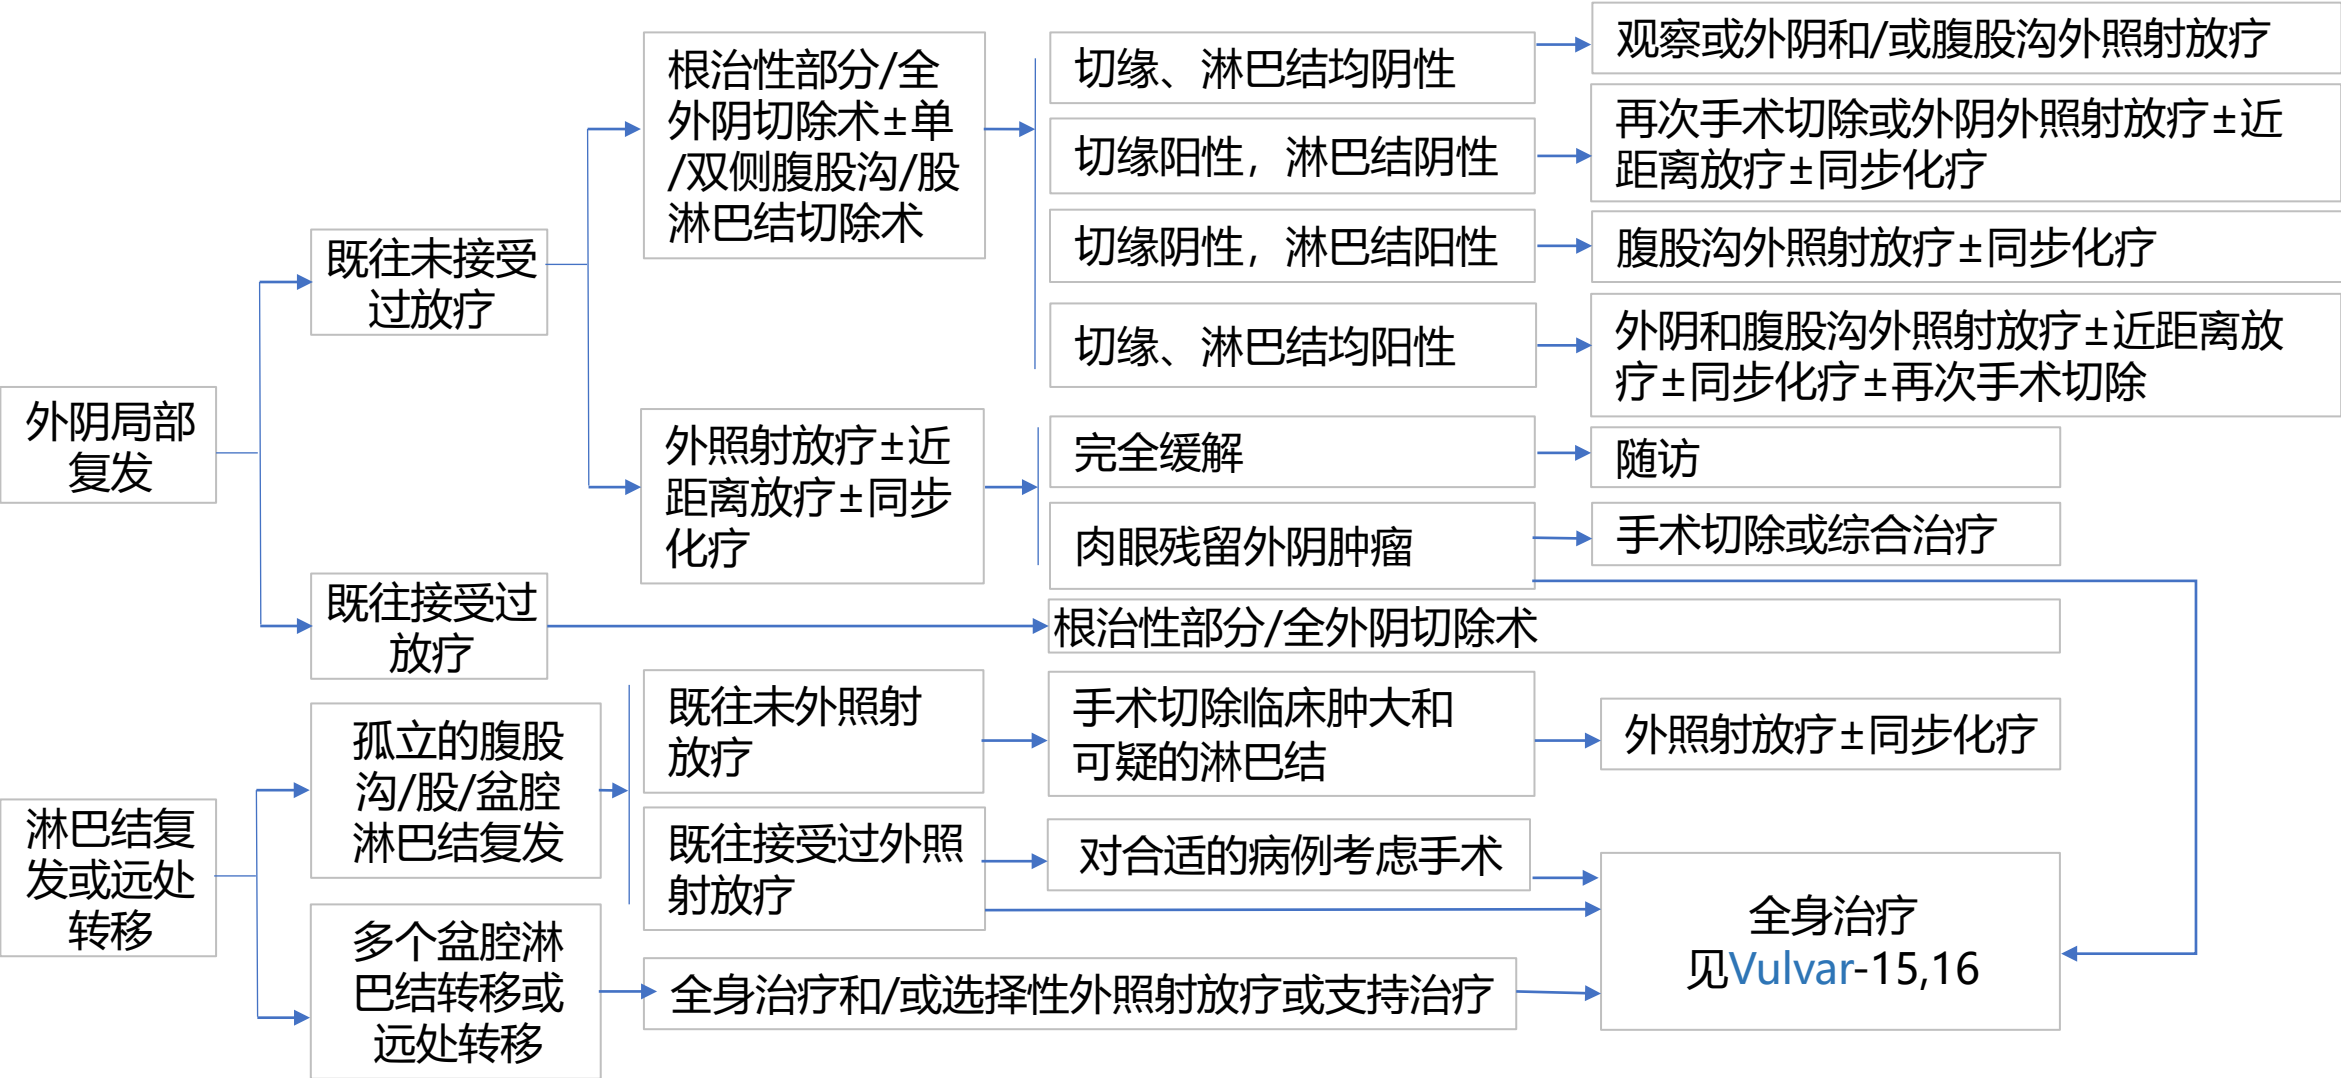 外阴局部
复发
既往未接受
过放疗
根治性部分/全
外阴切除术±单
/双侧腹股沟/股
淋巴结切除术
切缘、淋巴结均阴性
观察或外阴和/或腹股沟外照射放疗
切缘阳性，淋巴结阴性
再次手术切除或外阴外照射放疗±近
距离放疗±同步化疗
切缘阴性，淋巴结阳性
腹股沟外照射放疗±同步化疗
切缘、淋巴结均阳性
外阴和腹股沟外照射放疗±近距离放
疗±同步化疗±再次手术切除
外照射放疗±近
距离放疗±同步
化疗
完全缓解
随访
肉眼残留外阴肿瘤
手术切除或综合治疗
既往接受过
放疗
根治性部分/全外阴切除术
淋巴结复
发或远处
转移
孤立的腹股
沟/股/盆腔
淋巴结复发
既往未外照射
放疗
手术切除临床肿大和
可疑的淋巴结
外照射放疗±同步化疗
既往接受过外照
射放疗
对合适的病例考虑手术
多个盆腔淋
巴结转移或
远处转移
全身治疗和/或选择性外照射放疗或支持治疗
全身治疗
见Vulvar-15,16